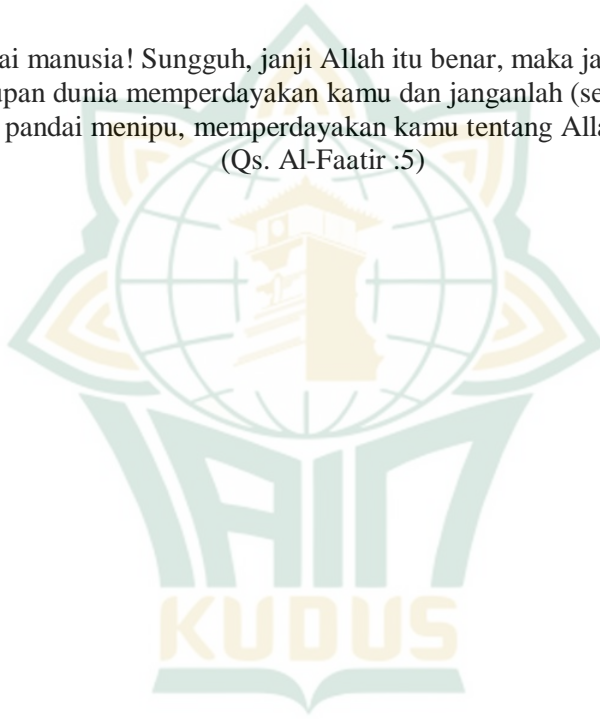 ai manusia! Sungguh, janji Allah itu benar, maka ja
upan dunia memperdayakan kamu dan janganlah (se
pandai menipu, memperdayakan kamu tentang Alla
(Qs. Al-Faatir :5)
IAIN
KUDUS